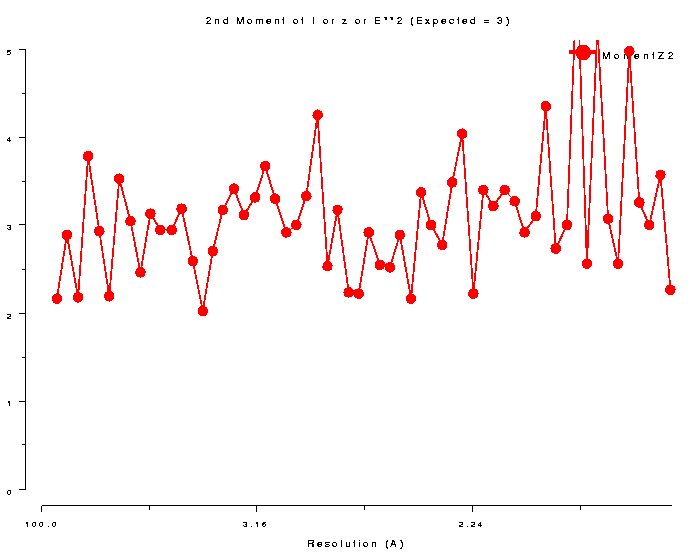 2nd Moment of I or z or E**2 (Expected = 3)
5
MomentZ2
4
3
2
1
0
100.0 3.16 2.24
Resolution (A)